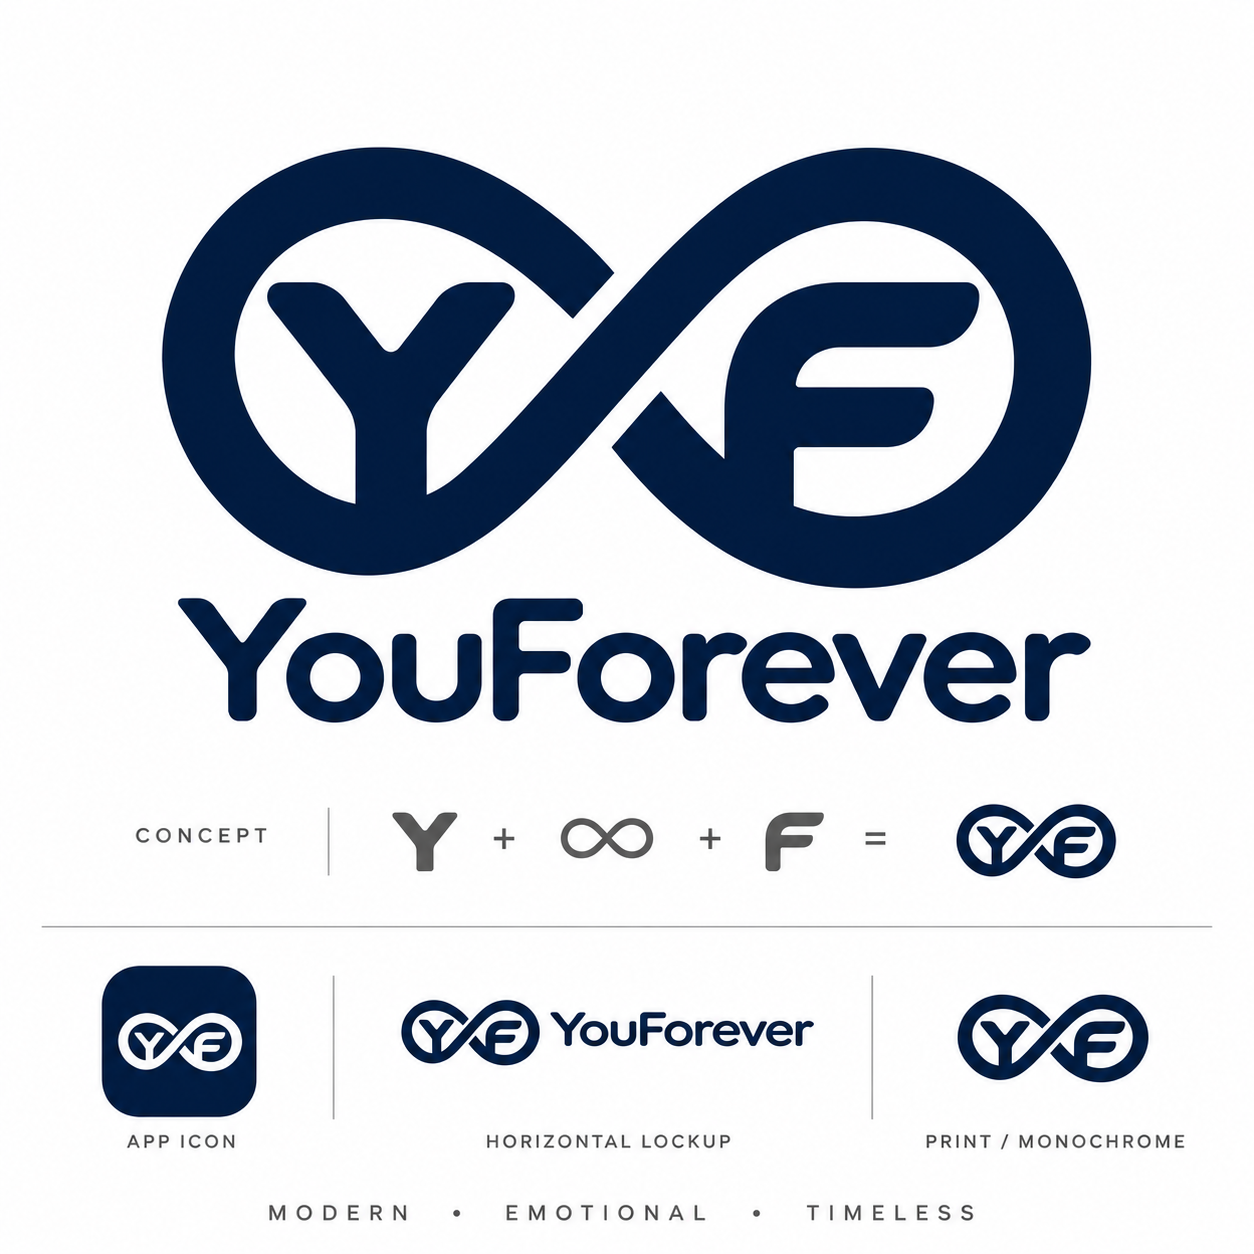 Y F
YouForever
CONCEPT Y + ∞ + F = Y F
Y F
Y F YouForever
Y F
APP ICON
HORIZONTAL LOCKUP
PRINT / MONOCHROME
MODERN • EMOTIONAL • TIMELESS